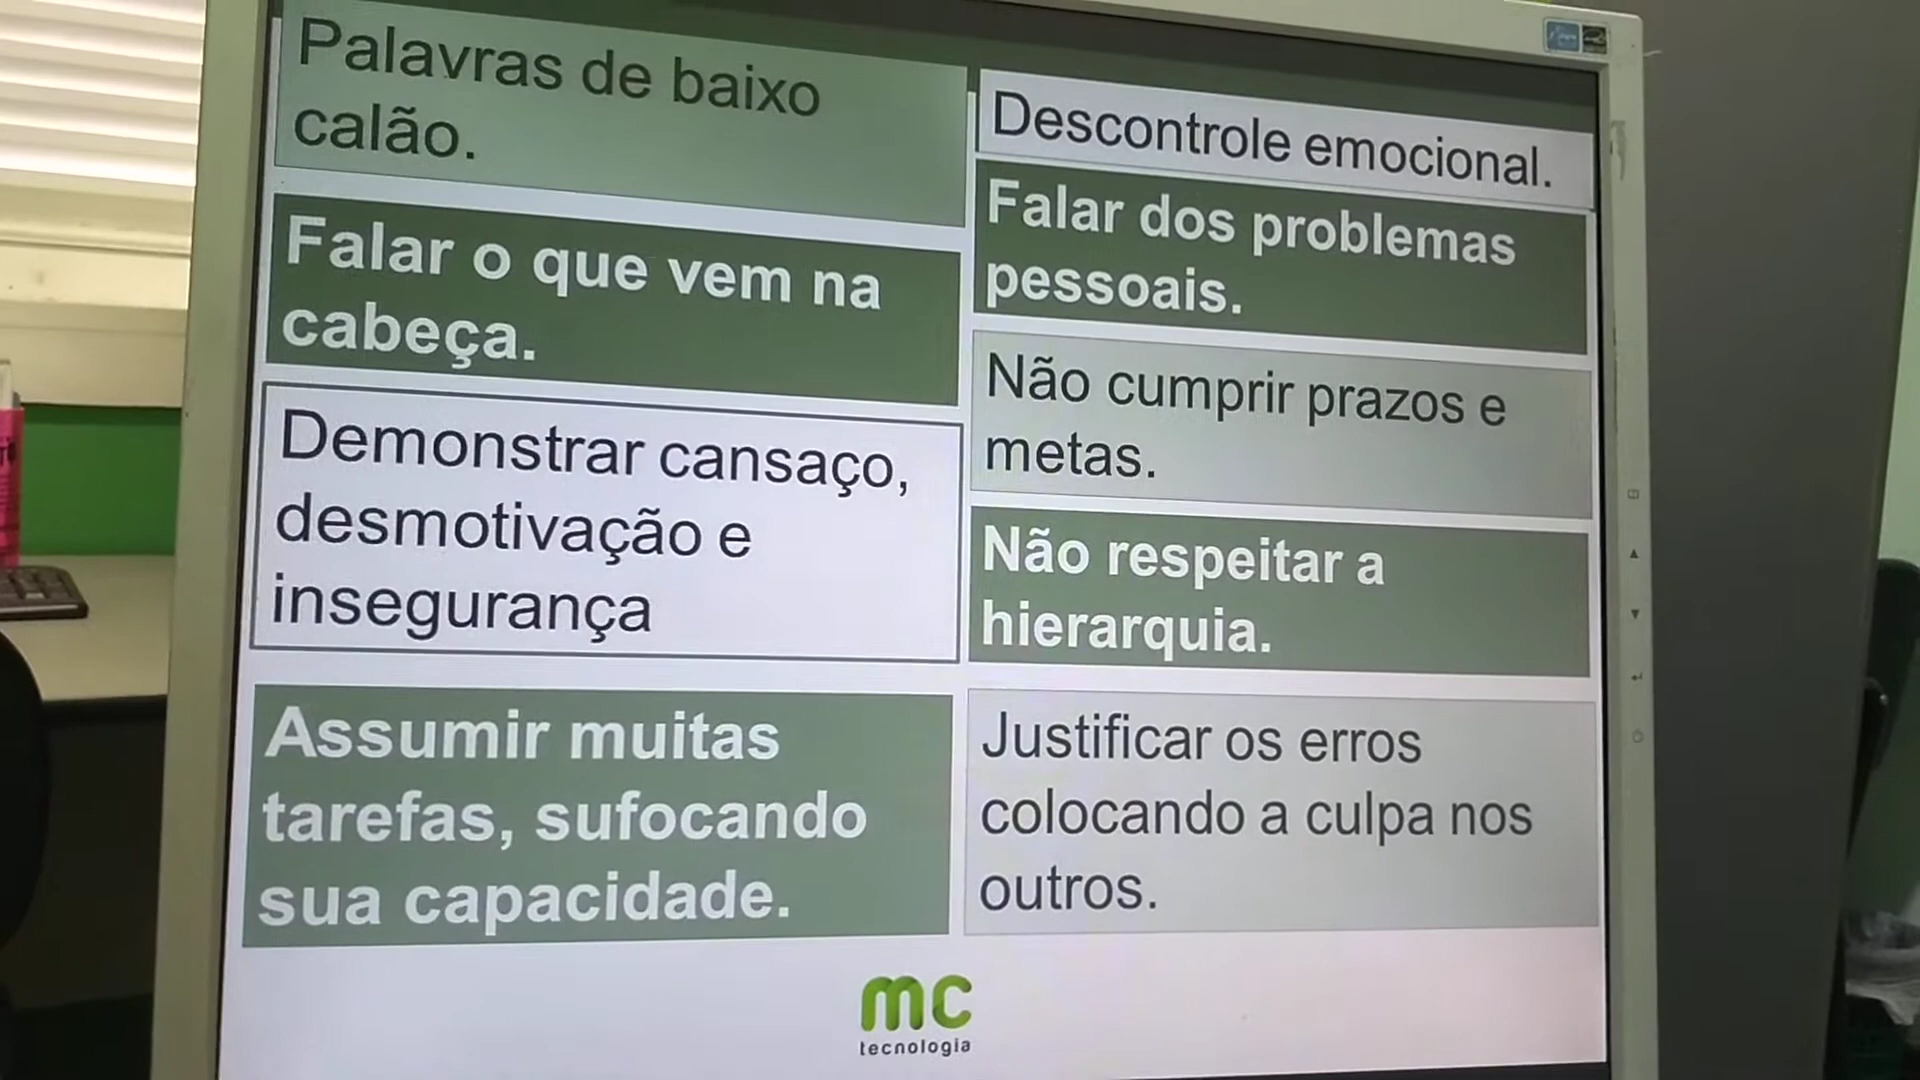 Palavras de baixo
calão.
Falar o que vem na
cabeça.
Demonstrar cansaço,
desmotivação e
insegurança
Assumir muitas
tarefas, sufocando
sua capacidade.
Descontrole emocional.
Falar dos problemas
pessoais.
Não cumprir prazos e
metas.
Não respeitar a
hierarquia.
Justificar os erros
colocando a culpa nos
outros.
mc
tecnologia